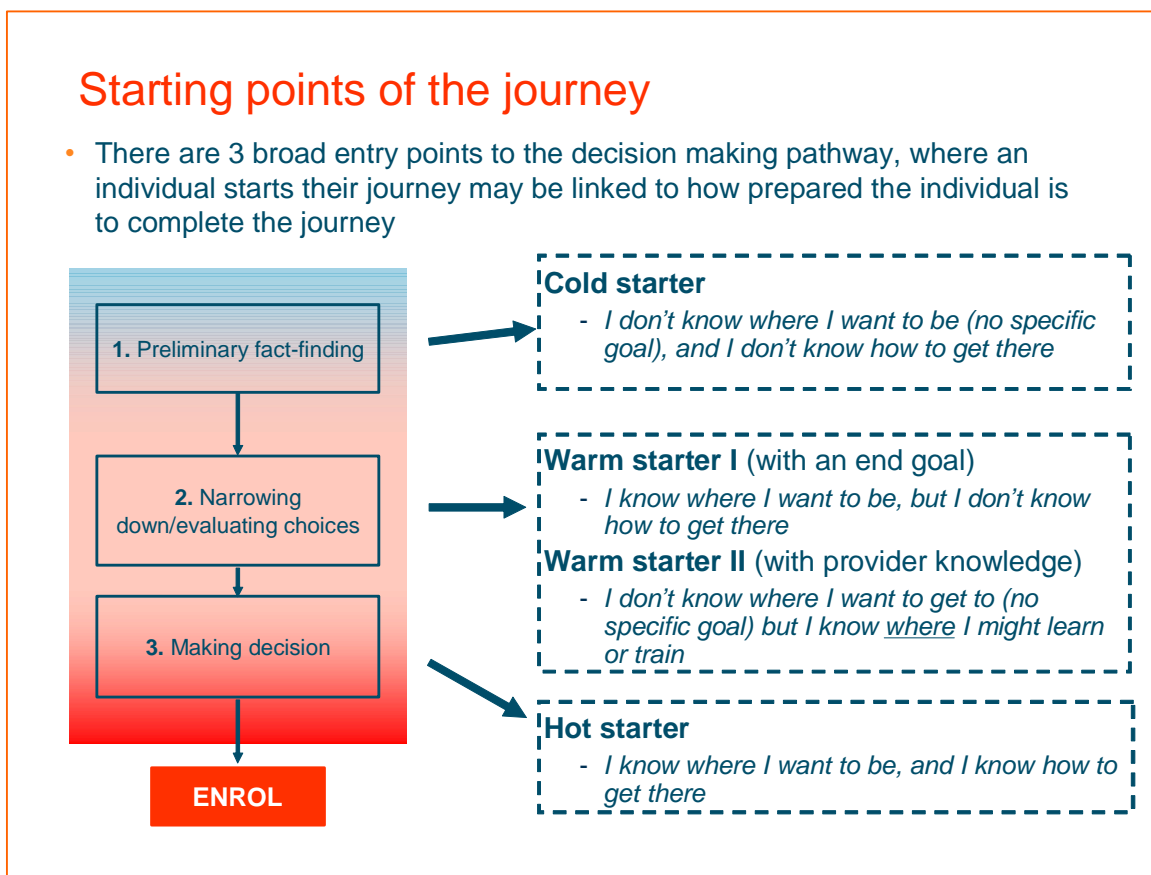 Starting points of the journey
• There are 3 broad entry points to the decision making pathway, where an
individual starts their journey may be linked to how prepared the individual is
to complete the journey
1. Preliminary fact-finding
2. Narrowing
down/evaluating choices
3. Making decision
ENROL
Cold starter
- I don’t know where I want to be (no specific
goal), and I don’t know how to get there
Warm starter I (with an end goal)
- I know where I want to be, but I don’t know
how to get there
Warm starter II (with provider knowledge)
- I don’t know where I want to get to (no
specific goal) but I know where I might learn
or train
Hot starter
- I know where I want to be, and I know how to
get there